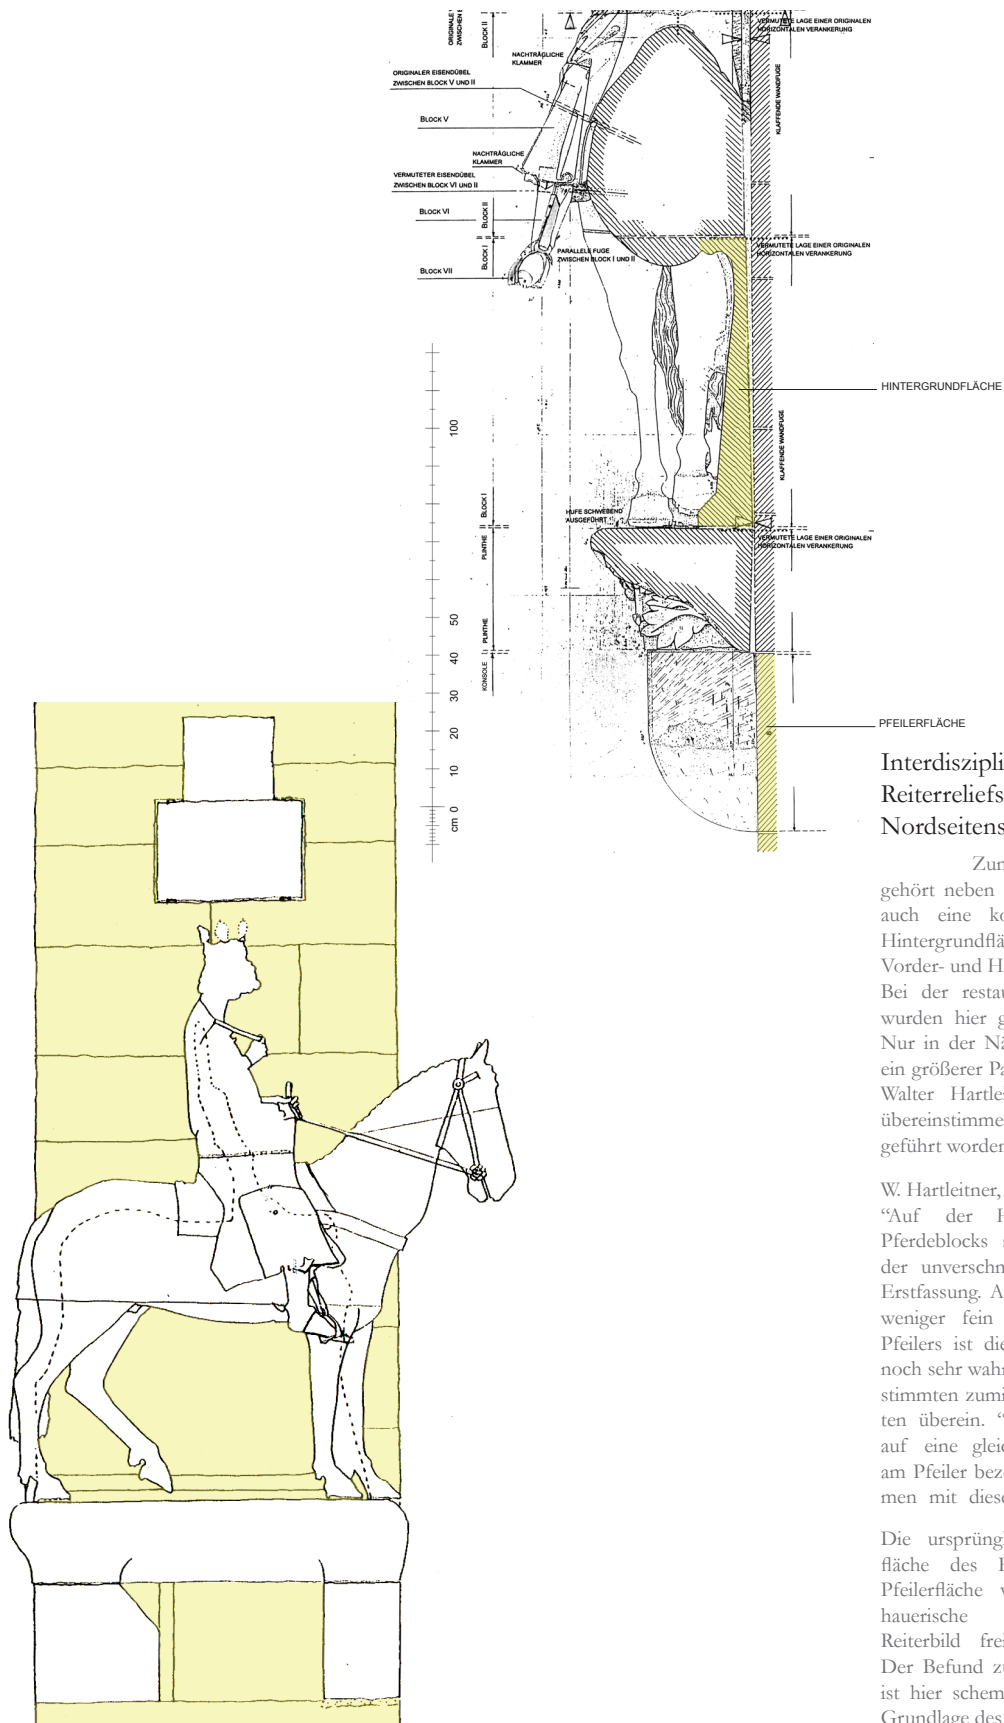 ORIGINALE
ZWISCHEN
BLOCK II
VERMUTETE LAGE EINER ORIGINALEN
HORIZONTALEN VERANKERUNG
NACHTRÄGLICHE
KLAMMER
ORIGINALER EISENDÜBEL
ZWISCHEN BLOCK V UND II
KLAFFENDE WANDFUGE
BLOCK V
NACHTRÄGLICHE
KLAMMER
VERMUTETER EISENDÜBEL
ZWISCHEN BLOCK VI UND II
BLOCK VI
BLOCK II
BLOCK I
PARALLELE FUGE
ZWISCHEN BLOCK I UND II
VERMUTETE LAGE EINER ORIGINALEN
HORIZONTALEN VERANKERUNG
BLOCK VII
HINTERGRUNDFLÄCHE
100
KLAFFENDE WANDFUGE
BLOCK I
HUFE SCHWEBEND
AUSGEFÜHRT
PLINTHE
VERMUTETE LAGE EINER ORIGINALEN
HORIZONTALEN VERANKERUNG
50
PLINTHE
40
KONSOLE
30
20
10
cm 0
PFEILERFLÄCHE
Interdiszipli
Reiterreliefs
Nordseitens
Zun
gehört neben
auch eine ko
Hintergrundflä
Vorder- und H
Bei der restau
wurden hier g
Nur in der Nä
ein größerer Pa
Walter Hartle
übereinstimme
geführt worden
W. Hartleitner,
“Auf der H
Pferdeblocks s
der unverschn
Erstfassung. A
weniger fein
Pfeilers ist die
noch sehr wahr
stimmten zumi
ten überein. “
auf eine gleic
am Pfeiler bez
men mit diese
Die ursprüng
fläche des H
Pfeilerfläche v
hauerische
Reiterbild frei
Der Befund zu
ist hier schem
Grundlage des